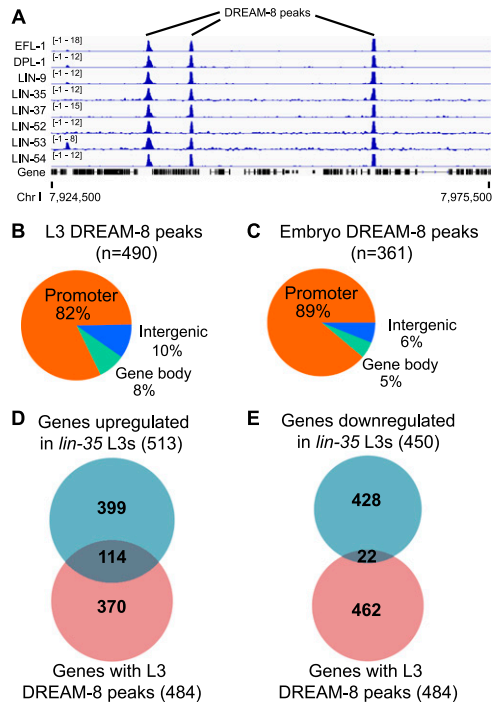 A
DREAM-8 peaks
EFL-1 [-1 - 18]
DPL-1 [-1 - 12]
LIN-9 [-1 - 12]
LIN-35 [-1 - 12]
LIN-37 [-1 - 15]
LIN-52 [-1 - 12]
LIN-53 [-1 - 8]
LIN-54 [-1 - 12]
Gene
Chr I 7,924,500 7,975,500
B L3 DREAM-8 peaks
(n=490)
Promoter
82%
Intergenic
10%
Gene body
8%
C Embryo DREAM-8 peaks
(n=361)
Promoter
89%
Intergenic
6%
Gene body
5%
D Genes upregulated
in lin-35 L3s (513)
399
114
370
Genes with L3
DREAM-8 peaks (484)
E Genes downregulated
in lin-35 L3s (450)
428
22
462
Genes with L3
DREAM-8 peaks (484)